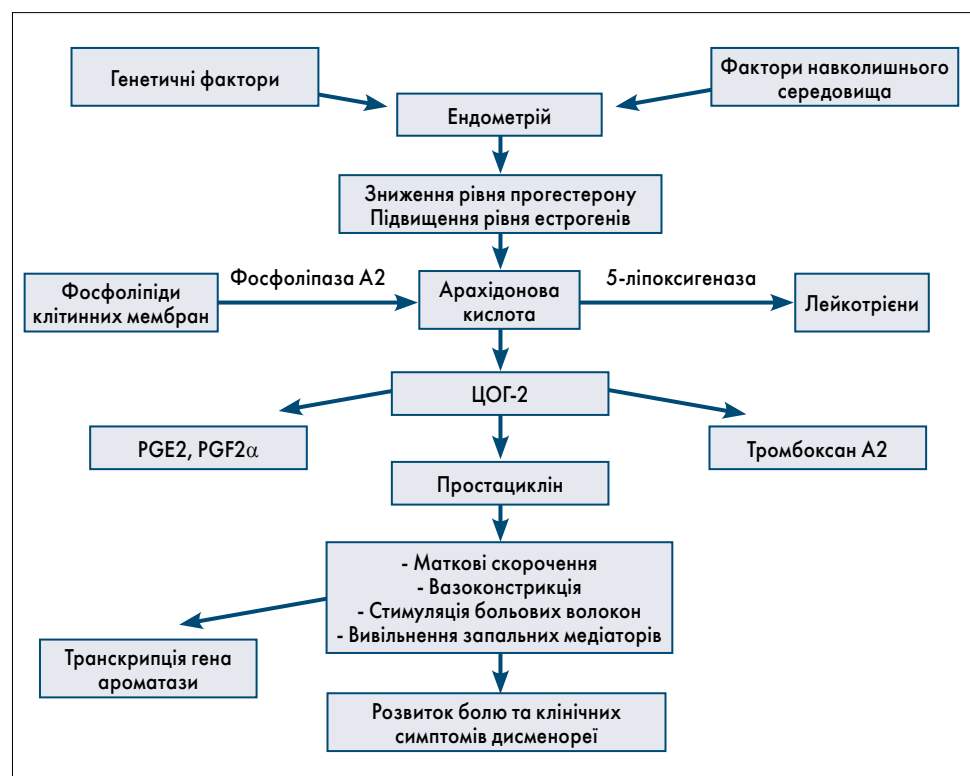 Генетичні фактори
Фактори навколишнього
середовища
Ендометрій
Зниження рівня прогестерону
Підвищення рівня естрогенів
Фосфоліпіди
клітинних мембран
Фосфоліпаза А2
Арахідонова
кислота
5-ліпоксигеназа
Лейкотрієни
ЦОГ-2
PGE2, PGF2α
Тромбоксан А2
Простациклін
- Маткові скорочення
- Вазоконстрикція
- Стимуляція больових волокон
- Вивільнення запальних медіаторів
Транскрипція гена
ароматази
Розвиток болю та клінічних
симптомів дисменореї